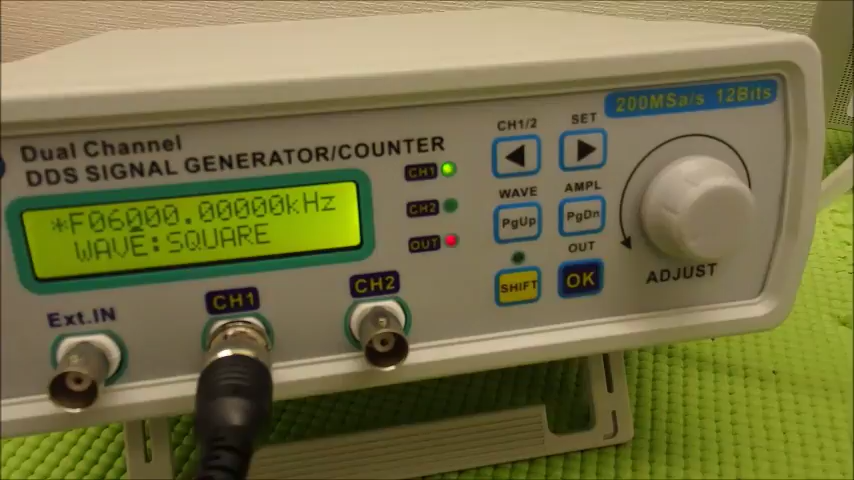 Dual Channel
DDS SIGNAL GENERATOR/COUNTER
200MSa/s 12Bits
*F06000.00000kHz
WAVE:SQUARE
CH1
CH2
OUT
CH1/2
SET
WAVE
AMPL
PgUp
PgDn
OUT
SHIFT
OK
ADJUST
Ext.IN
CH1
CH2